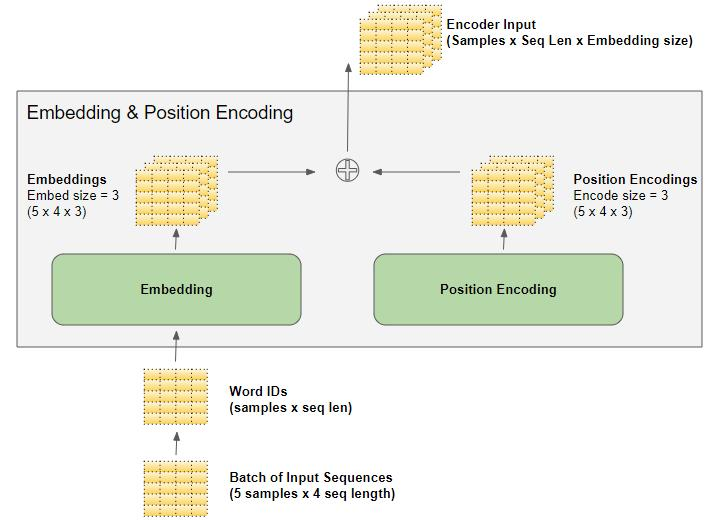 Encoder Input
(Samples x Seq Len x Embedding size)
Embedding & Position Encoding
Embeddings
Embed size = 3
(5 x 4 x 3)
Position Encodings
Encode size = 3
(5 x 4 x 3)
Embedding
Position Encoding
Word IDs
(samples x seq len)
Batch of Input Sequences
(5 samples x 4 seq length)